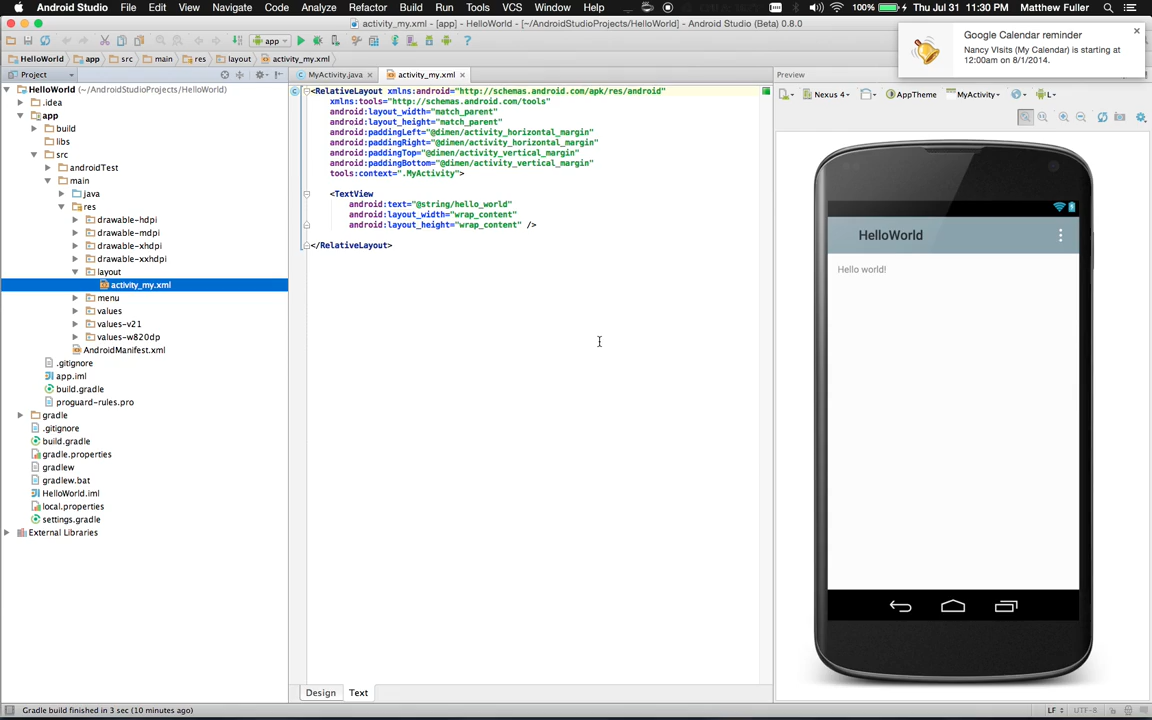 Android Studio File Edit View Navigate Code Analyze Refactor Build Run Tools VCS Window Help 100% Thu Jul 31 11:30 PM Matthew Fuller
activity_my.xml - [app] - HelloWorld - [~/AndroidStudioProjects/HelloWorld] - Android Studio (Beta) 0.8.0
Google Calendar reminder
Nancy Visits (My Calendar) is starting at
12:00am on 8/1/2014.
app
HelloWorld app src main res layout activity_my.xml
Project
MyActivity.java activity_my.xml
Preview
HelloWorld (~/AndroidStudioProjects/HelloWorld)
.idea
app
build
libs
src
androidTest
main
java
res
drawable-hdpi
drawable-mdpi
drawable-xhdpi
drawable-xxhdpi
layout
activity_my.xml
menu
values
values-v21
values-w820dp
AndroidManifest.xml
.gitignore
app.iml
build.gradle
proguard-rules.pro
gradle
.gitignore
build.gradle
gradle.properties
gradlew
gradlew.bat
HelloWorld.iml
local.properties
settings.gradle
External Libraries
<RelativeLayout xmlns:android="http://schemas.android.com/apk/res/android"
xmlns:tools="http://schemas.android.com/tools"
android:layout_width="match_parent"
android:layout_height="match_parent"
android:paddingLeft="@dimen/activity_horizontal_margin"
android:paddingRight="@dimen/activity_horizontal_margin"
android:paddingTop="@dimen/activity_vertical_margin"
android:paddingBottom="@dimen/activity_vertical_margin"
tools:context=".MyActivity">
<TextView
android:text="@string/hello_world"
android:layout_width="wrap_content"
android:layout_height="wrap_content" />
</RelativeLayout>
Design Text
Nexus 4 AppTheme MyActivity L
HelloWorld
Hello world!
Gradle build finished in 3 sec (10 minutes ago)
LF UTF-8